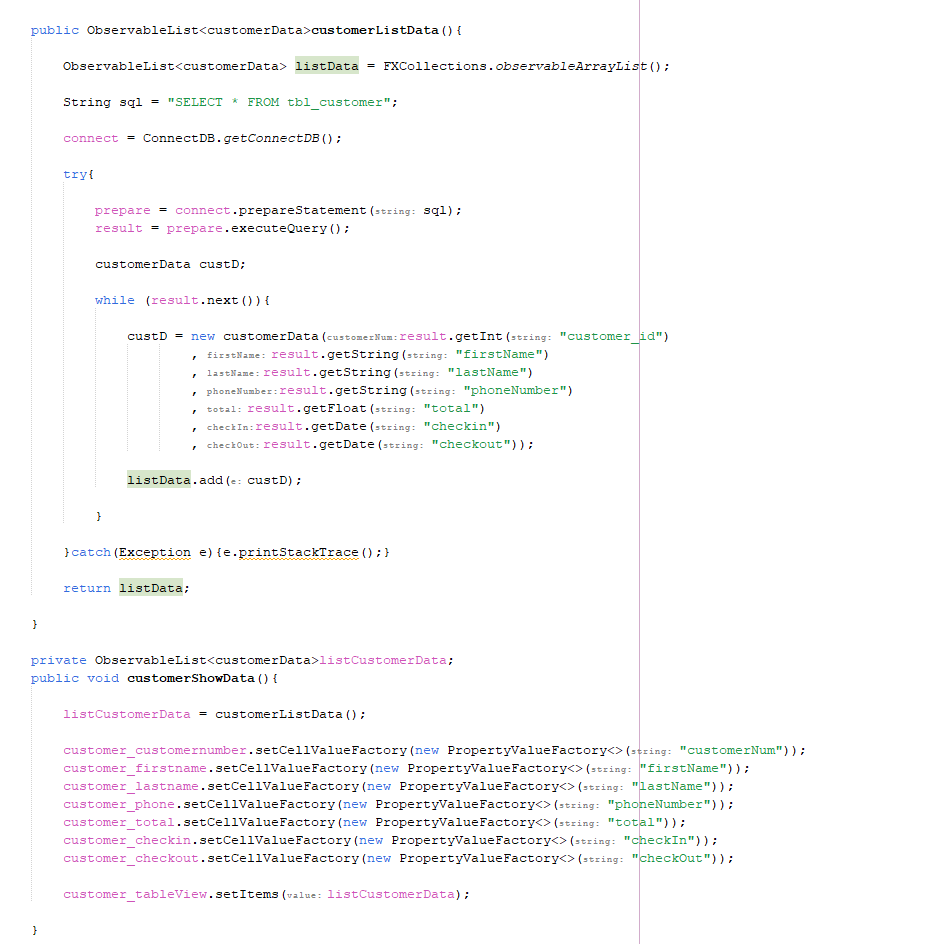 public ObservableList<customerData>customerListData(){
ObservableList<customerData> listData = FXCollections.observableArrayList();
String sql = "SELECT * FROM tbl_customer";
connect = ConnectDB.getConnectDB();
try{
prepare = connect.prepareStatement(string: sql);
result = prepare.executeQuery();
customerData custD;
while (result.next()){
custD = new customerData(customerNum:result.getInt(string: "customer_id")
, firstName: result.getString(string: "firstName")
, lastName: result.getString(string: "lastName")
, phoneNumber:result.getString(string: "phoneNumber")
, total: result.getFloat(string: "total")
, checkIn:result.getDate(string: "checkin")
, checkOut:result.getDate(string: "checkout"));
listData.add(e: custD);
}
}catch(Exception e){e.printStackTrace();}
return listData;
}
private ObservableList<customerData>listCustomerData;
public void customerShowData(){
listCustomerData = customerListData();
customer_customernumber.setCellValueFactory(new PropertyValueFactory<>(string: "customerNum"));
customer_firstname.setCellValueFactory(new PropertyValueFactory<>(string: "firstName"));
customer_lastname.setCellValueFactory(new PropertyValueFactory<>(string: "lastName"));
customer_phone.setCellValueFactory(new PropertyValueFactory<>(string: "phoneNumber"));
customer_total.setCellValueFactory(new PropertyValueFactory<>(string: "total"));
customer_checkin.setCellValueFactory(new PropertyValueFactory<>(string: "checkIn"));
customer_checkout.setCellValueFactory(new PropertyValueFactory<>(string: "checkOut"));
customer_tableView.setItems(value: listCustomerData);
}